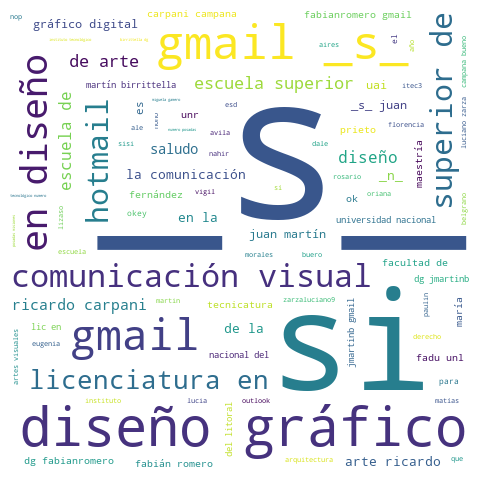 nop
gráfico digital
carpani campana
fabianromero gmail
gmail _s_
de arte
aires
el
año
en diseño
escuela de
hotmail
martín birrittella
escuela superior
uai
itec3
superior de
campana bueno
luciano zarza
es
unr
esd
_s_ juan
florencia
ale
nono
avila
prieto
sisi
saludo
nahir
dale
diseño
maestría
_S_
la comunicación
rosario
_n_
fernández
vigil
si
oriana
okey
en la
ok
universidad nacional
belgrano
lizaso
juan martín
escuela
morales
buero
facultad de
comunicación visual
dg jmartinb
ricardo carpani
martin
tecnicatura
zarzaluciano9
si
gmail
lic en
de la
jmartinb gmail
paulin
maría
artes visuales
eugenia
nacional del
derecho
fadu unl
licenciatura en
para
instituto
lucia
outlook
matias
diseño gráfico
del litoral
dg fabianromero
fabián romero
arquitectura
arte ricardo
que